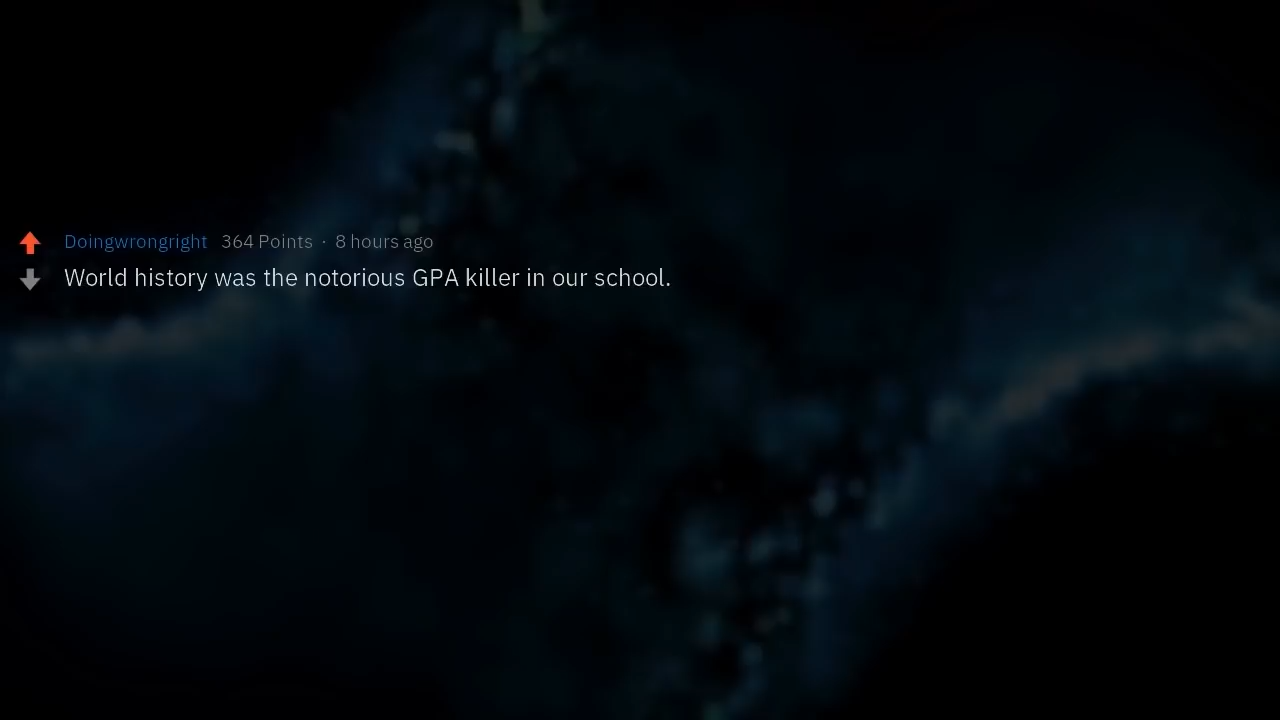 Doingwrongright 364 Points · 8 hours ago
World history was the notorious GPA killer in our school.